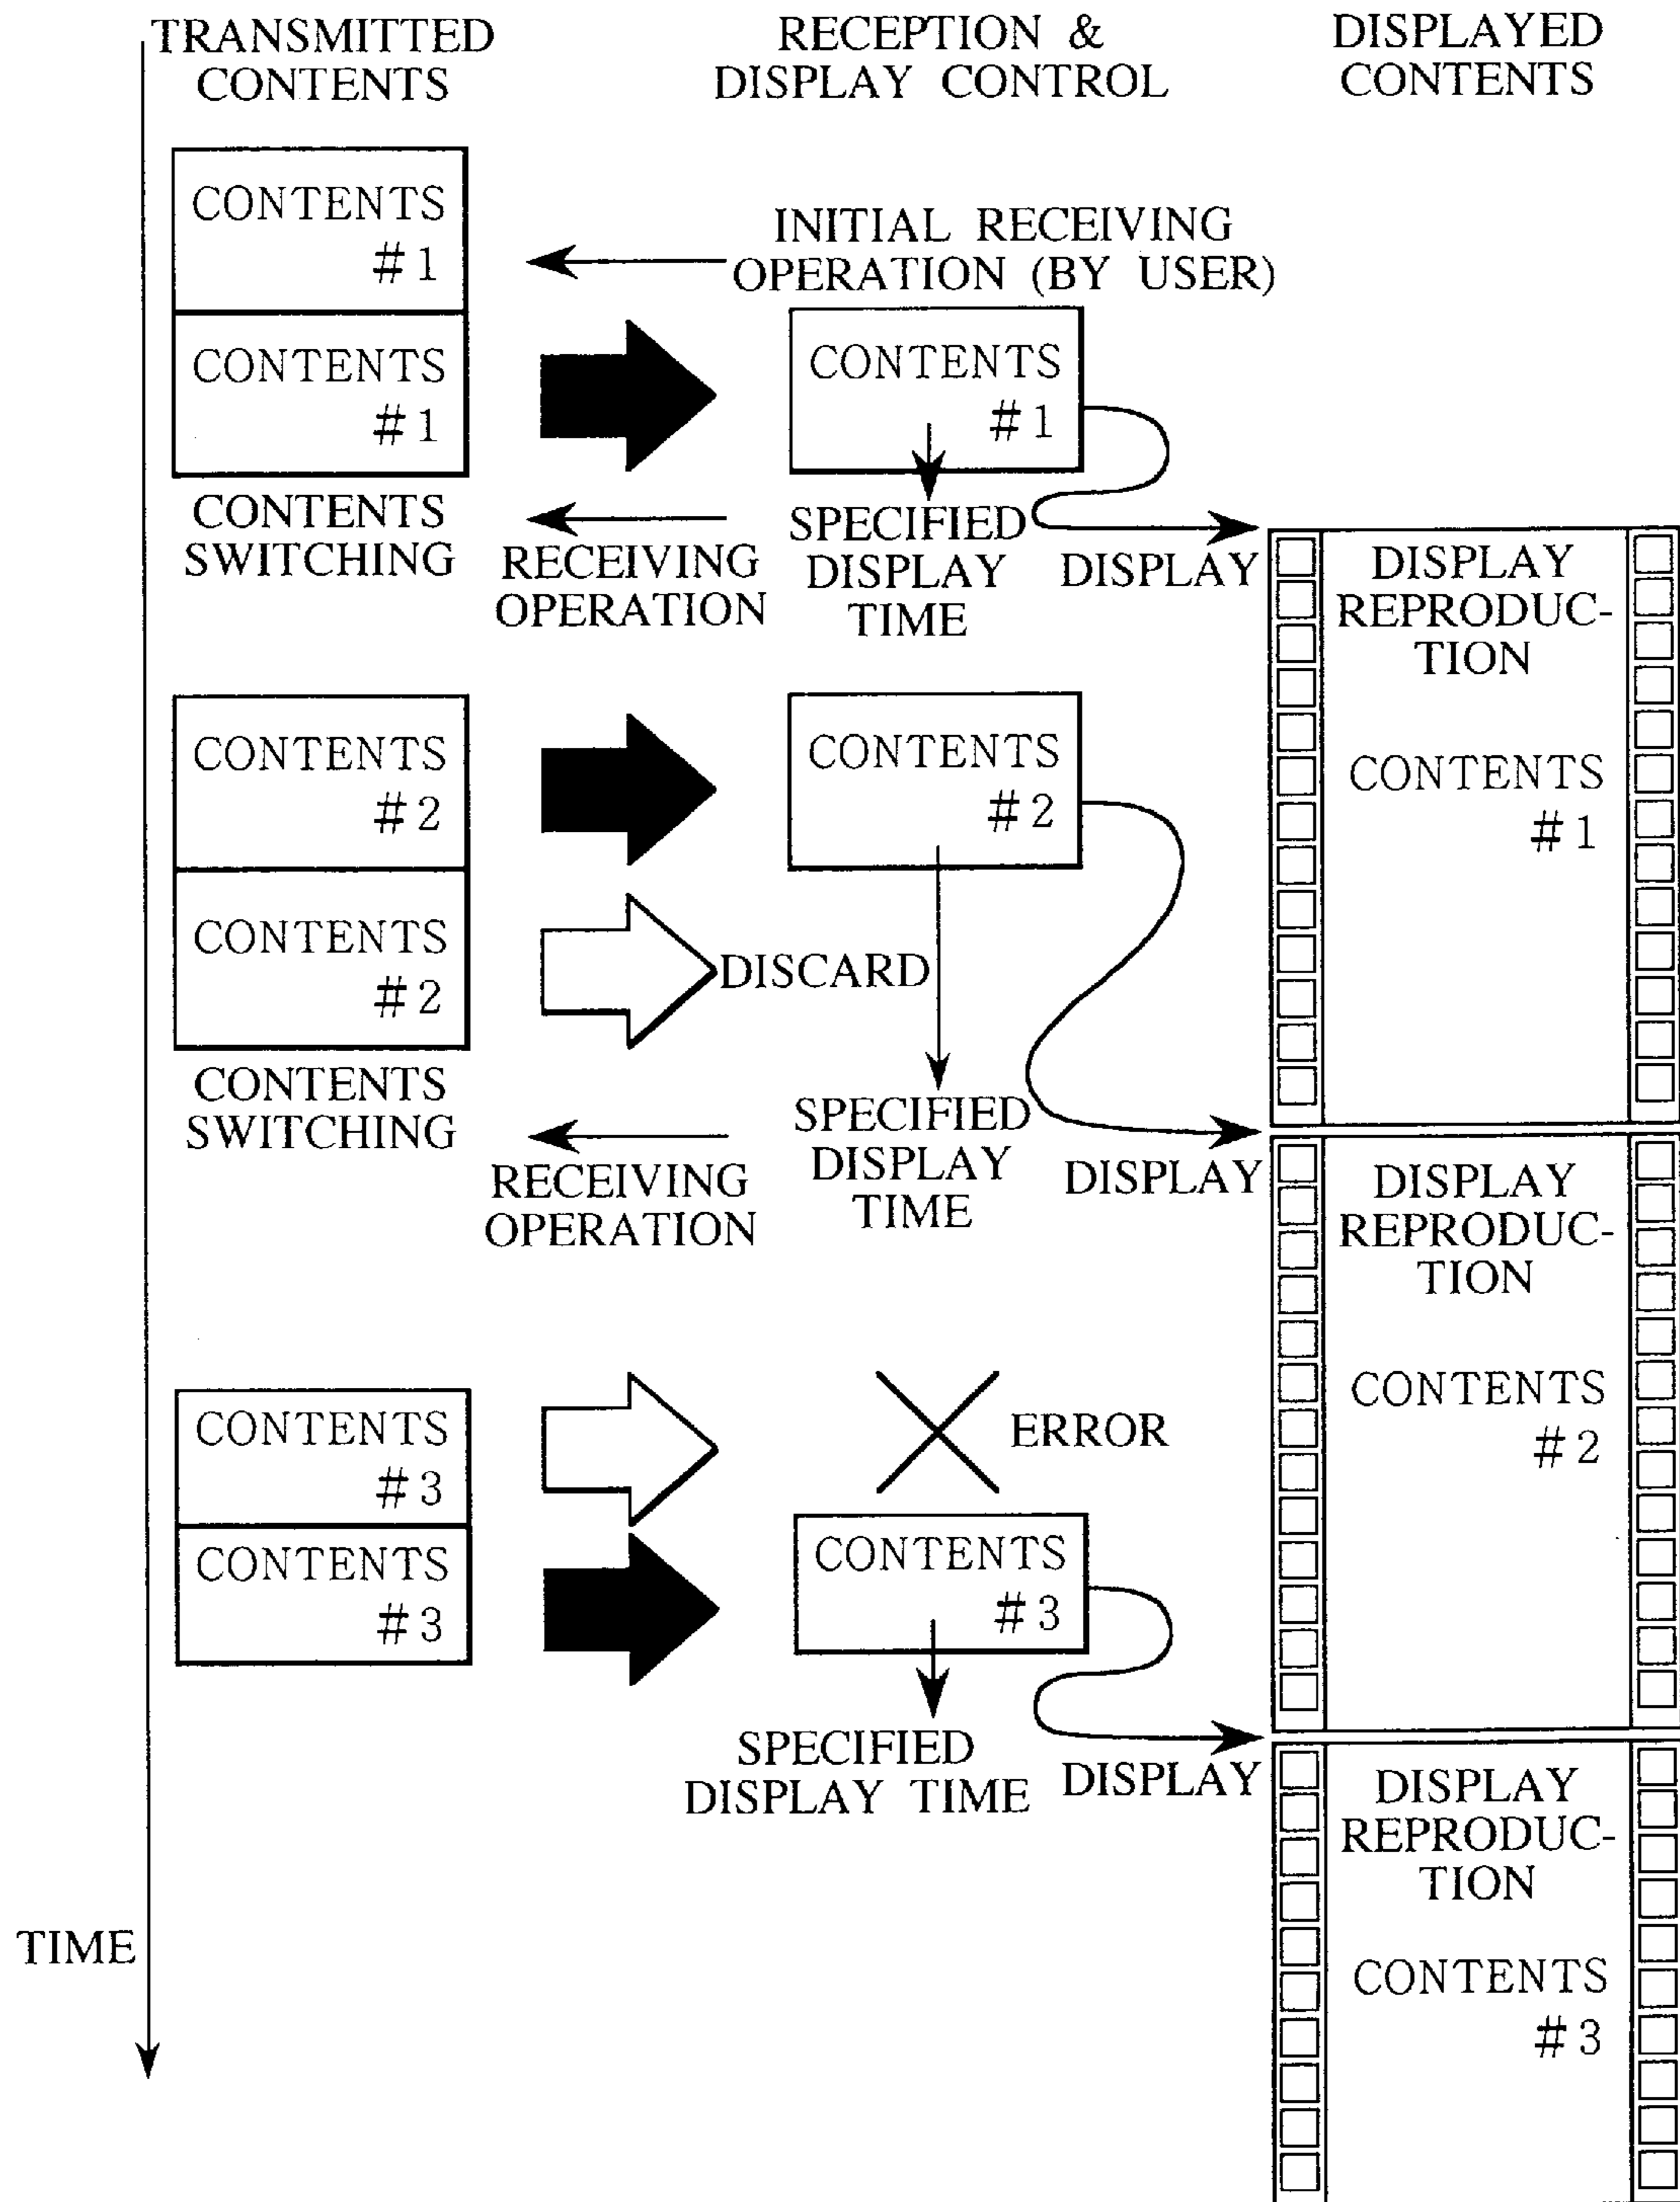 TRANSMITTED
CONTENTS
RECEPTION &
DISPLAY CONTROL
DISPLAYED
CONTENTS
CONTENTS
#1
INITIAL RECEIVING
OPERATION (BY USER)
CONTENTS
#1
CONTENTS
#1
CONTENTS
SWITCHING
RECEIVING
OPERATION
SPECIFIED
DISPLAY
TIME
DISPLAY
DISPLAY
REPRODUC-
TION
CONTENTS
#1
CONTENTS
#2
CONTENTS
#2
CONTENTS
#2
DISCARD
CONTENTS
SWITCHING
RECEIVING
OPERATION
SPECIFIED
DISPLAY
TIME
DISPLAY
DISPLAY
REPRODUC-
TION
CONTENTS
#2
CONTENTS
#3
ERROR
CONTENTS
#3
CONTENTS
#3
SPECIFIED
DISPLAY TIME
DISPLAY
DISPLAY
REPRODUC-
TION
CONTENTS
#3
TIME